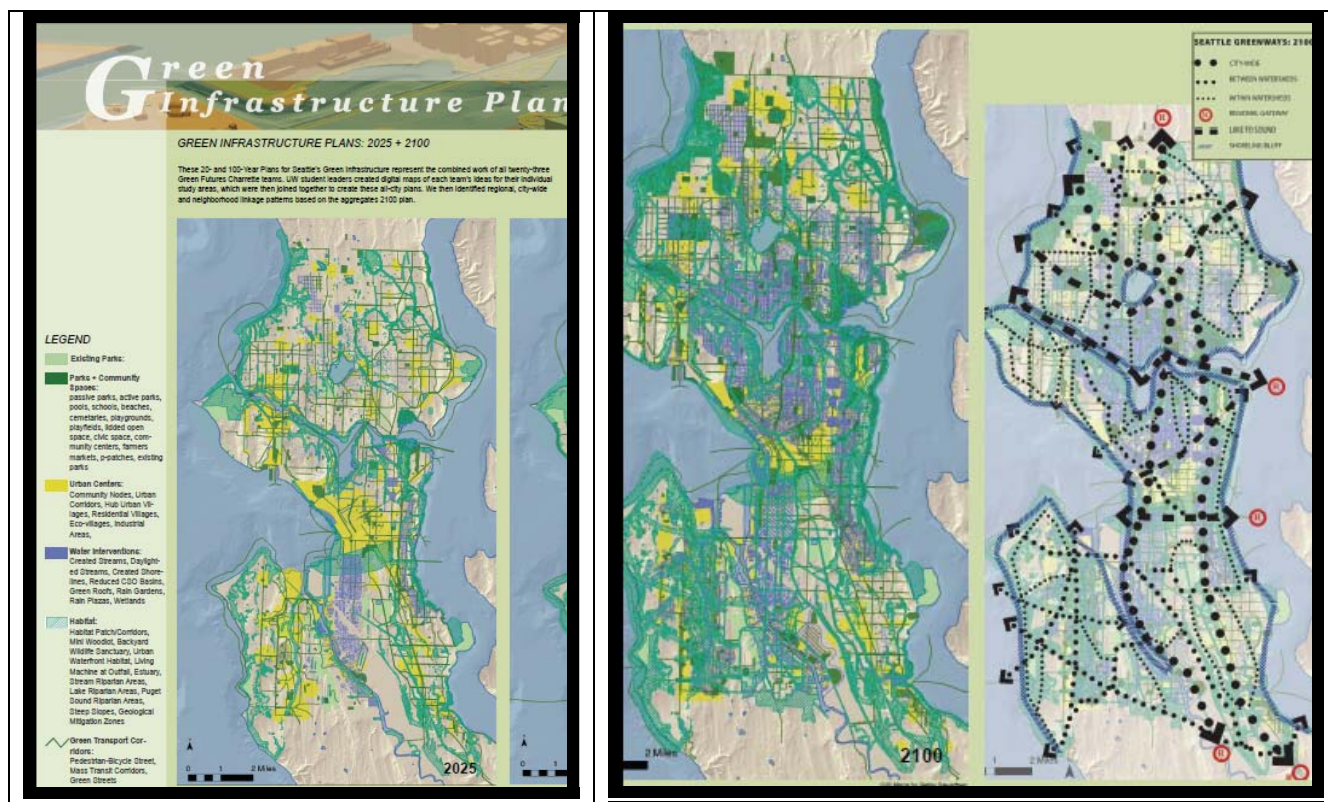 Green
Infrastructure Plan
GREEN INFRASTRUCTURE PLANS: 2025 + 2100
These 20- and 100-Year Plans for Seattle's Green Infrastructure represent the combined work of all twenty-three
Green Futures Charrette teams. UW student leaders created digital maps of each team's ideas for their individual
study areas, which were then joined together to create these all-city plans. We then identified regional, city-wide
and neighborhood linkage patterns based on the aggregates 2100 plan.
LEGEND
Existing Parks:
Parks + Community
Spaces:
passive parks, active parks,
pools, schools, beaches,
cemetaries, playgrounds,
playfields, lidded open
space, civic space, com-
munity centers, farmers
markets, p-patches, existing
parks
Urban Centers:
Community Nodes, Urban
Corridors, Hub Urban Vil-
lages, Residential Villages,
Eco-villages, Industrial
Areas,
Water Interventions:
Created Streams, Daylight-
ed Streams, Created Shore-
lines, Reduced CSO Basins,
Green Roofs, Rain Gardens,
Rain Plazas, Wetlands
Habitat:
Habitat Patch/Corridors,
Mini Woodlot, Backyard
Wildlife Sanctuary, Urban
Waterfront Habitat, Living
Machine at Outfall, Estuary,
Stream Riparian Areas,
Lake Riparian Areas, Puget
Sound Riparian Areas,
Steep Slopes, Geological
Mitigation Zones
Green Transport Cor-
ridors:
Pedestrian-Bicycle Street,
Mass Transit Corridors,
Green Streets
0 1 2 Miles
2025
0 1
2 Miles
2100
SEATTLE GREENWAYS: 2100
CITY-WIDE
BETWEEN WATERSHEDS
WITHIN WATERSHEDS
REGIONAL GATEWAY
LAKE TO SOUND
SHORELINE/BLUFF
R
R
R
R
1 0 2 Miles